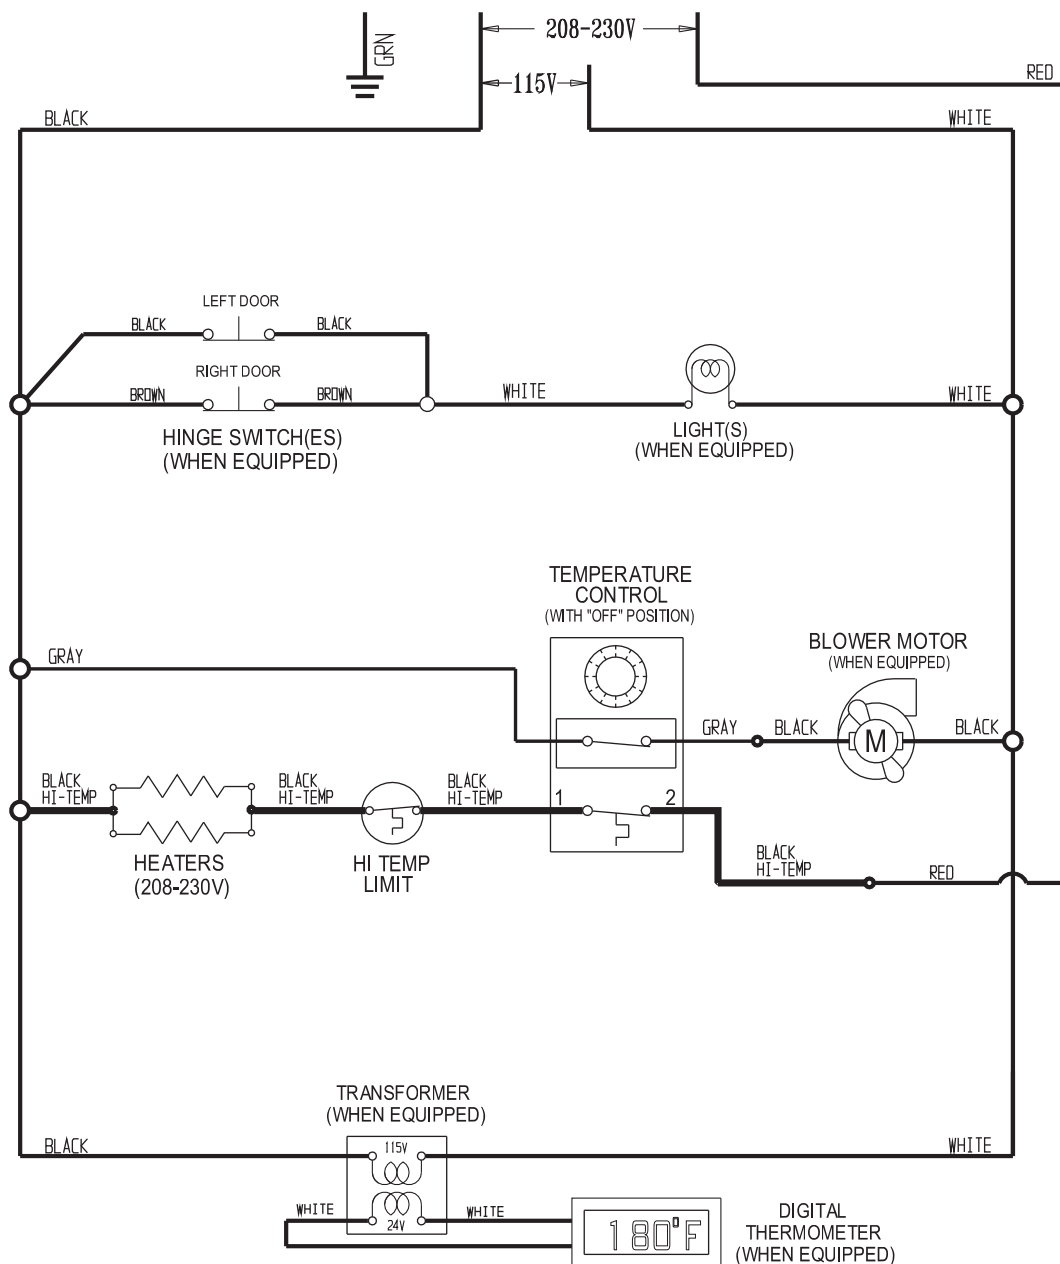 208-230V
GRN
115V
RED
BLACK
WHITE
LEFT DOOR
BLACK
BLACK
RIGHT DOOR
BROWN
BROWN
WHITE
WHITE
HINGE SWITCH(ES)
(WHEN EQUIPPED)
LIGHT(S)
(WHEN EQUIPPED)
TEMPERATURE
CONTROL
(WITH "OFF" POSITION)
GRAY
BLOWER MOTOR
(WHEN EQUIPPED)
GRAY
BLACK
M
BLACK
BLACK
HI-TEMP
BLACK
HI-TEMP
BLACK
HI-TEMP
1
2
HEATERS
(208-230V)
HI TEMP
LIMIT
BLACK
HI-TEMP
RED
TRANSFORMER
(WHEN EQUIPPED)
BLACK
115V
WHITE
WHITE
24V
WHITE
180°F
DIGITAL
THERMOMETER
(WHEN EQUIPPED)